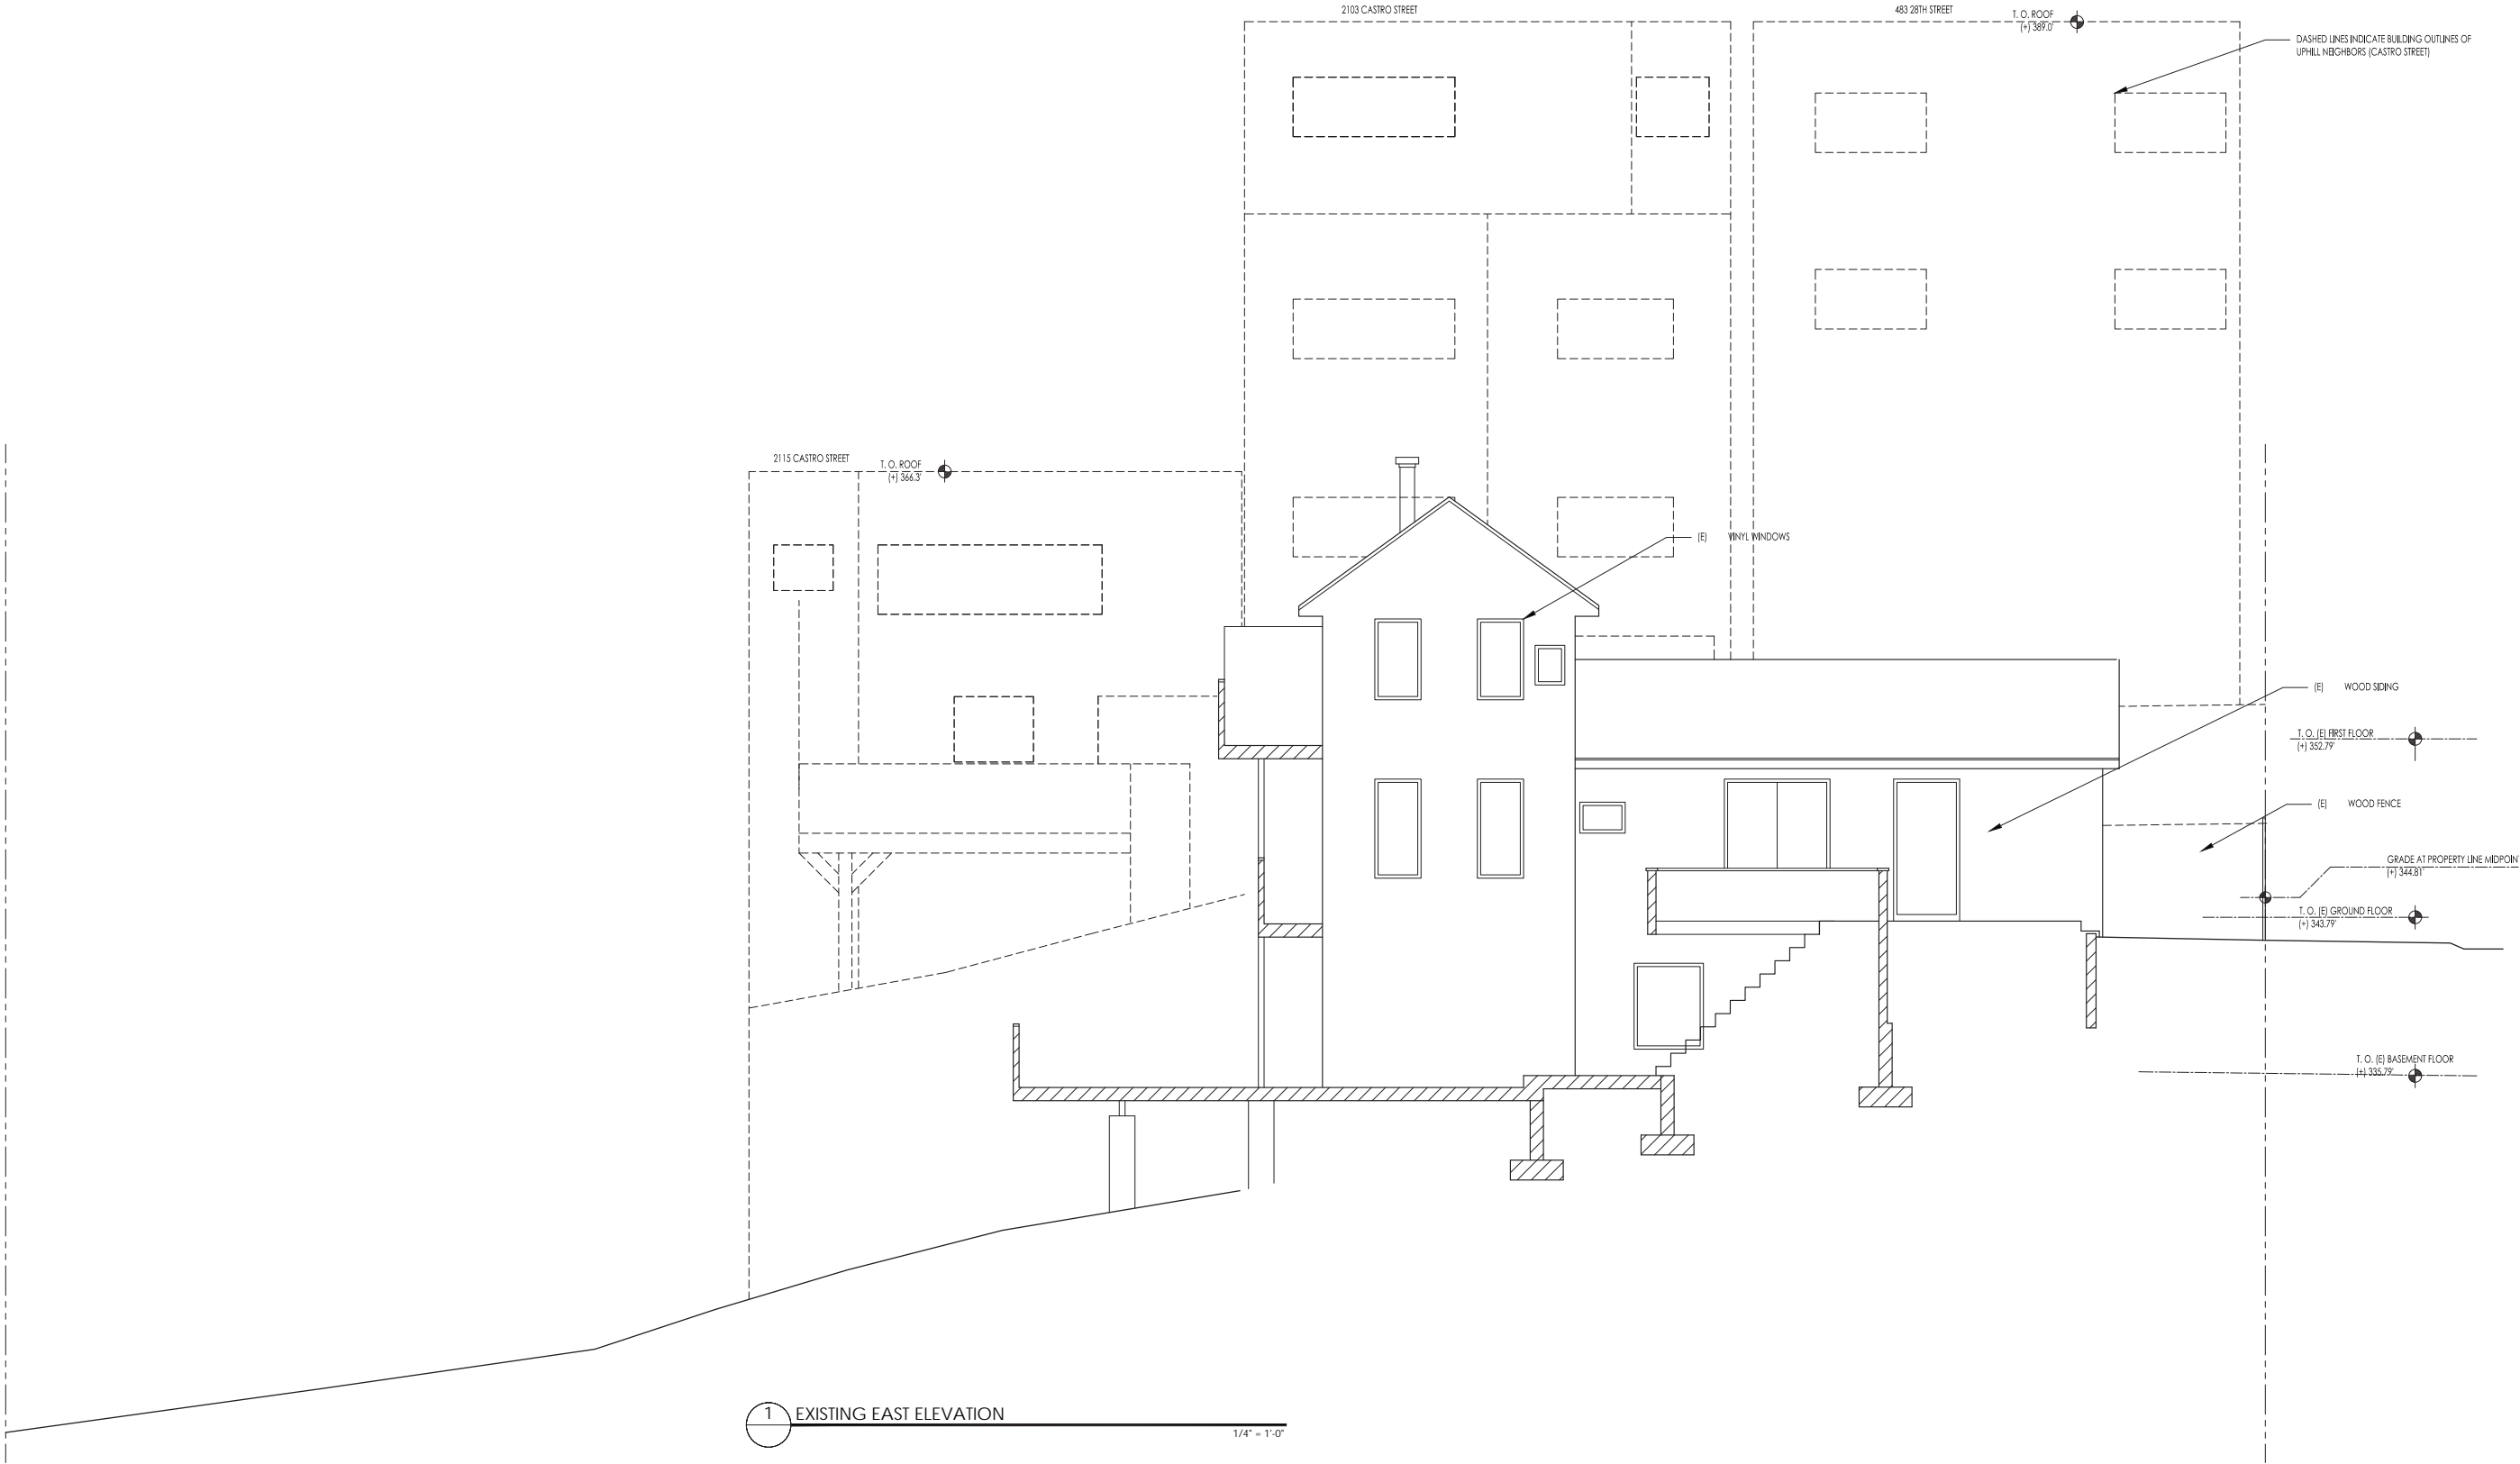 2103 CASTRO STREET
483 28TH STREET
T. O. ROOF
(+) 389.0'
DASHED LINES INDICATE BUILDING OUTLINES OF
UPHILL NEIGHBORS (CASTRO STREET)
2115 CASTRO STREET
T. O. ROOF
(+) 366.3'
(E) VINYL WINDOWS
(E) WOOD SIDING
T. O. (E) FIRST FLOOR
(+) 352.79'
(E) WOOD FENCE
GRADE AT PROPERTY LINE MIDPOINT
(+) 344.81'
T. O. (E) GROUND FLOOR
(+) 343.79'
T. O. (E) BASEMENT FLOOR
(+) 335.79'
1 EXISTING EAST ELEVATION
1/4" = 1'-0"